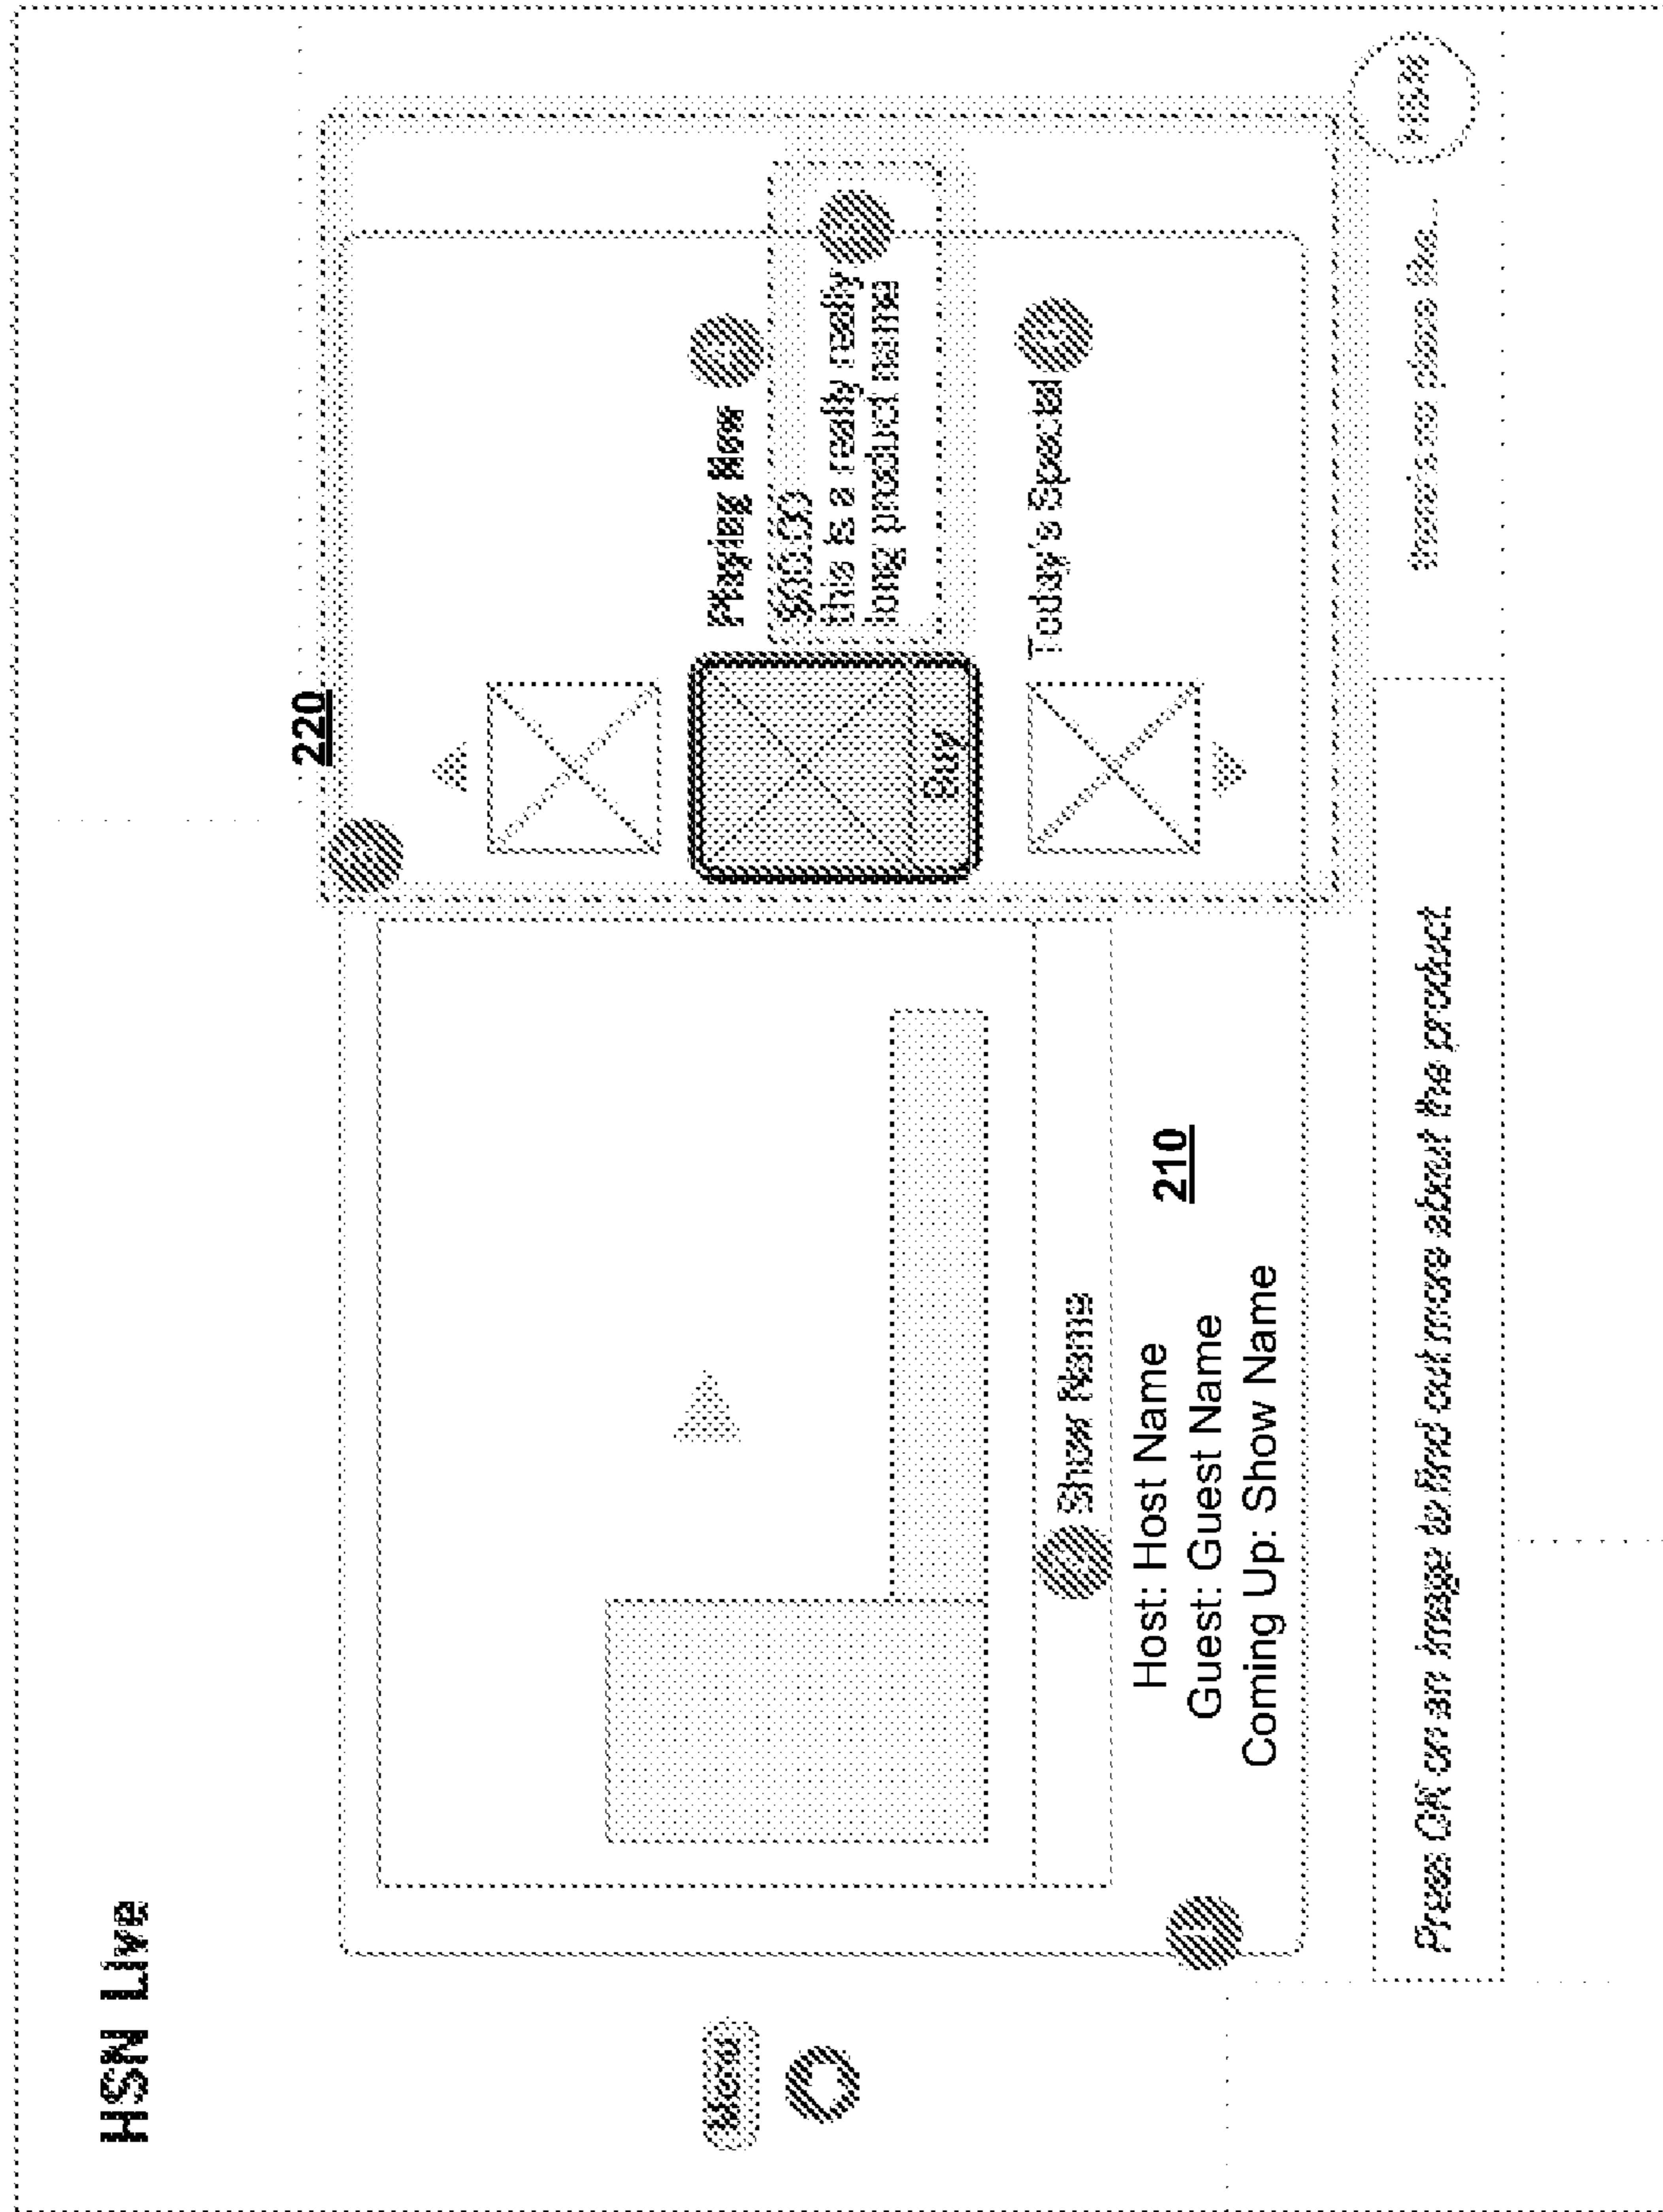 HSN Live
220
Menu
Playing Now
$00.00
this is a really really
long product name
Buy
Today's Special
Show Name
Host: Host Name
210
Guest: Guest Name
Coming Up: Show Name
Press OK on an image to find out more about the product.